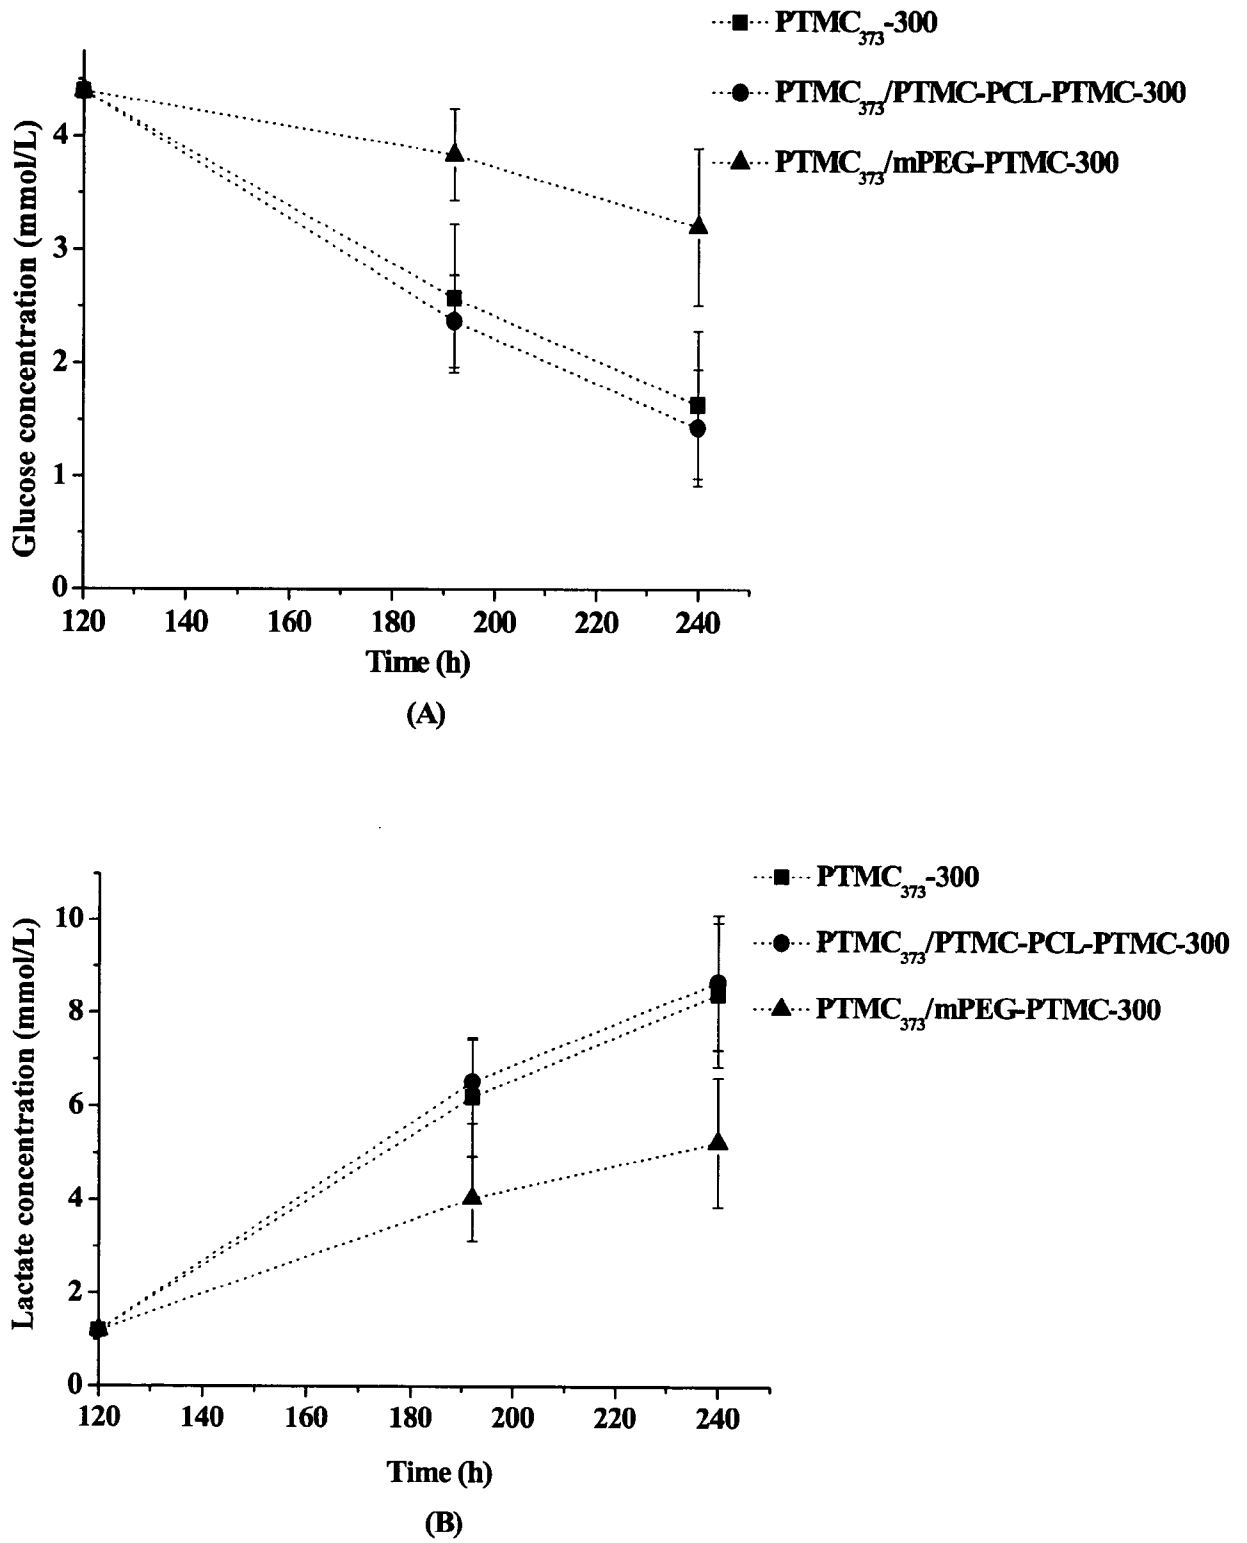 PTMC373-300
PTMC373/PTMC-PCL-PTMC-300
PTMC373/mPEG-PTMC-300
Glucose concentration (mmol/L)
4
3
2
1
0
120 140 160 180 200 220 240
Time (h)
(A)
PTMC373-300
PTMC373/PTMC-PCL-PTMC-300
PTMC373/mPEG-PTMC-300
Lactate concentration (mmol/L)
10
8
6
4
2
0
120 140 160 180 200 220 240
Time (h)
(B)